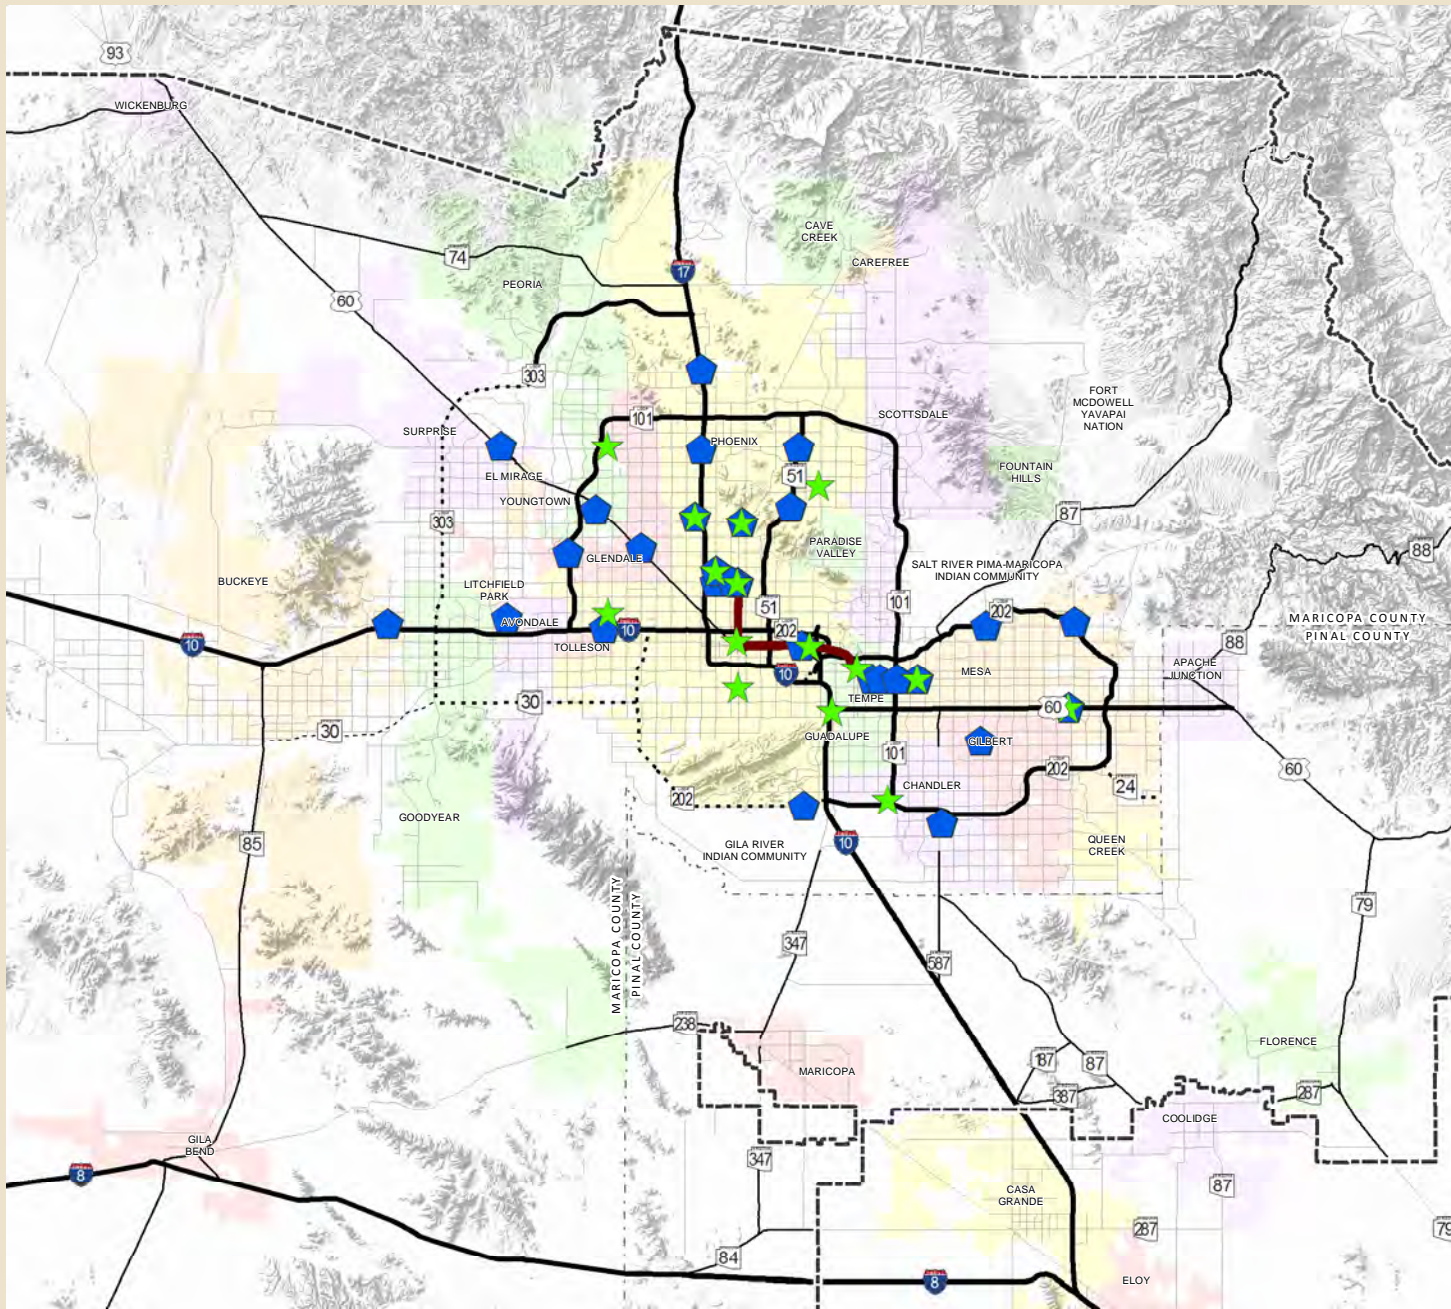 93
WICKENBURG
CAVE
CREEK
CAREFREE
74
17
PEORIA
60
303
FORT
MCDOWELL
YAVAPAI
NATION
101
SCOTTSDALE
SURPRISE
PHOENIX
EL MIRAGE
51
FOUNTAIN
HILLS
YOUNGTOWN
303
87
PARADISE
VALLEY
88
GLENDALE
SALT RIVER PIMA-MARICOPA
INDIAN COMMUNITY
BUCKEYE
LITCHFIELD
PARK
51
101
202
AVONDALE
10
202
MARICOPA COUNTY
PINAL COUNTY
10
TOLLESON
88
APACHE
JUNCTION
10
MESA
TEMPE
30
60
30
GUADALUPE
GILBERT
101
202
60
24
202
CHANDLER
GOODYEAR
85
10
GILA RIVER
INDIAN COMMUNITY
QUEEN
CREEK
MARICOPA COUNTY
PINAL COUNTY
79
347
587
238
FLORENCE
187
87
MARICOPA
387
287
COOLIDGE
GILA
BEND
347
8
87
CASA
GRANDE
287
79
84
8
ELOY